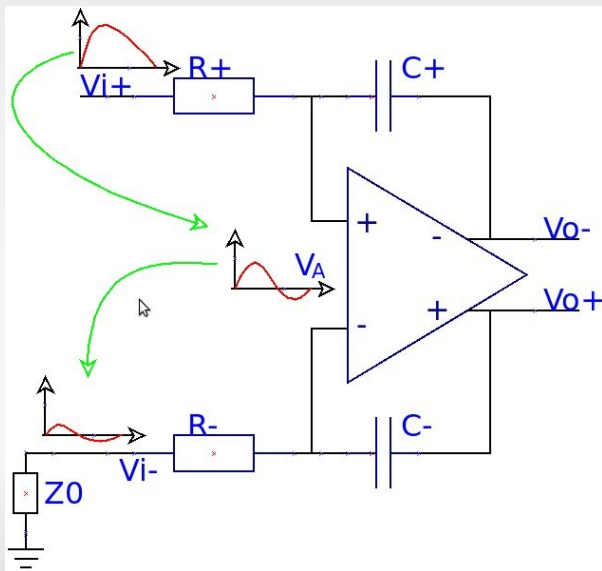 R+
C+
Vi+
+
-
Vo-
VA
+
Vo+
-
R-
C-
Vi-
Z0